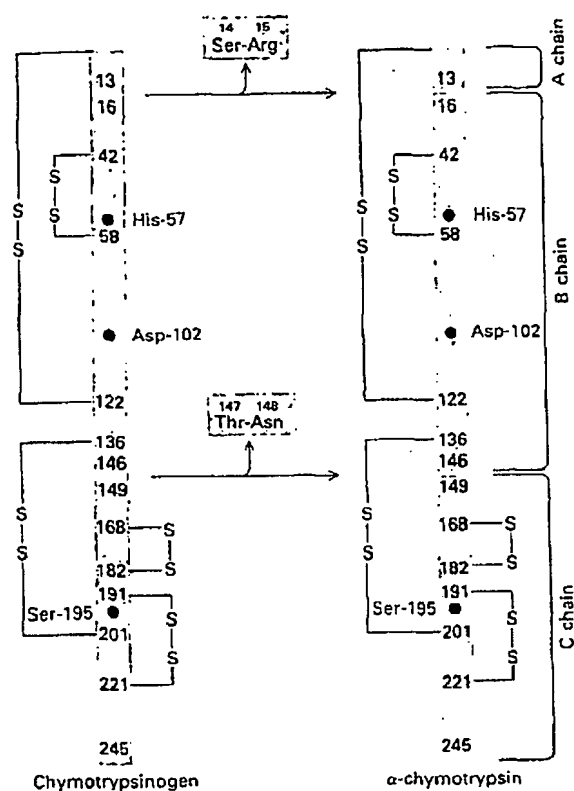 14 15
Ser-Arg
13
16
42
S
S
S
S
His-57
58
Asp-102
122
147 148
Thr-Asn
136
146
149
S
S
168
S
S
182
191
Ser-195
201
S
S
221
245
Chymotrypsinogen
13
16
42
S
S
S
S
His-57
58
Asp-102
122
136
146
149
S
S
168
S
S
182
191
Ser-195
201
S
S
221
245
α-chymotrypsin
A chain
B chain
C chain